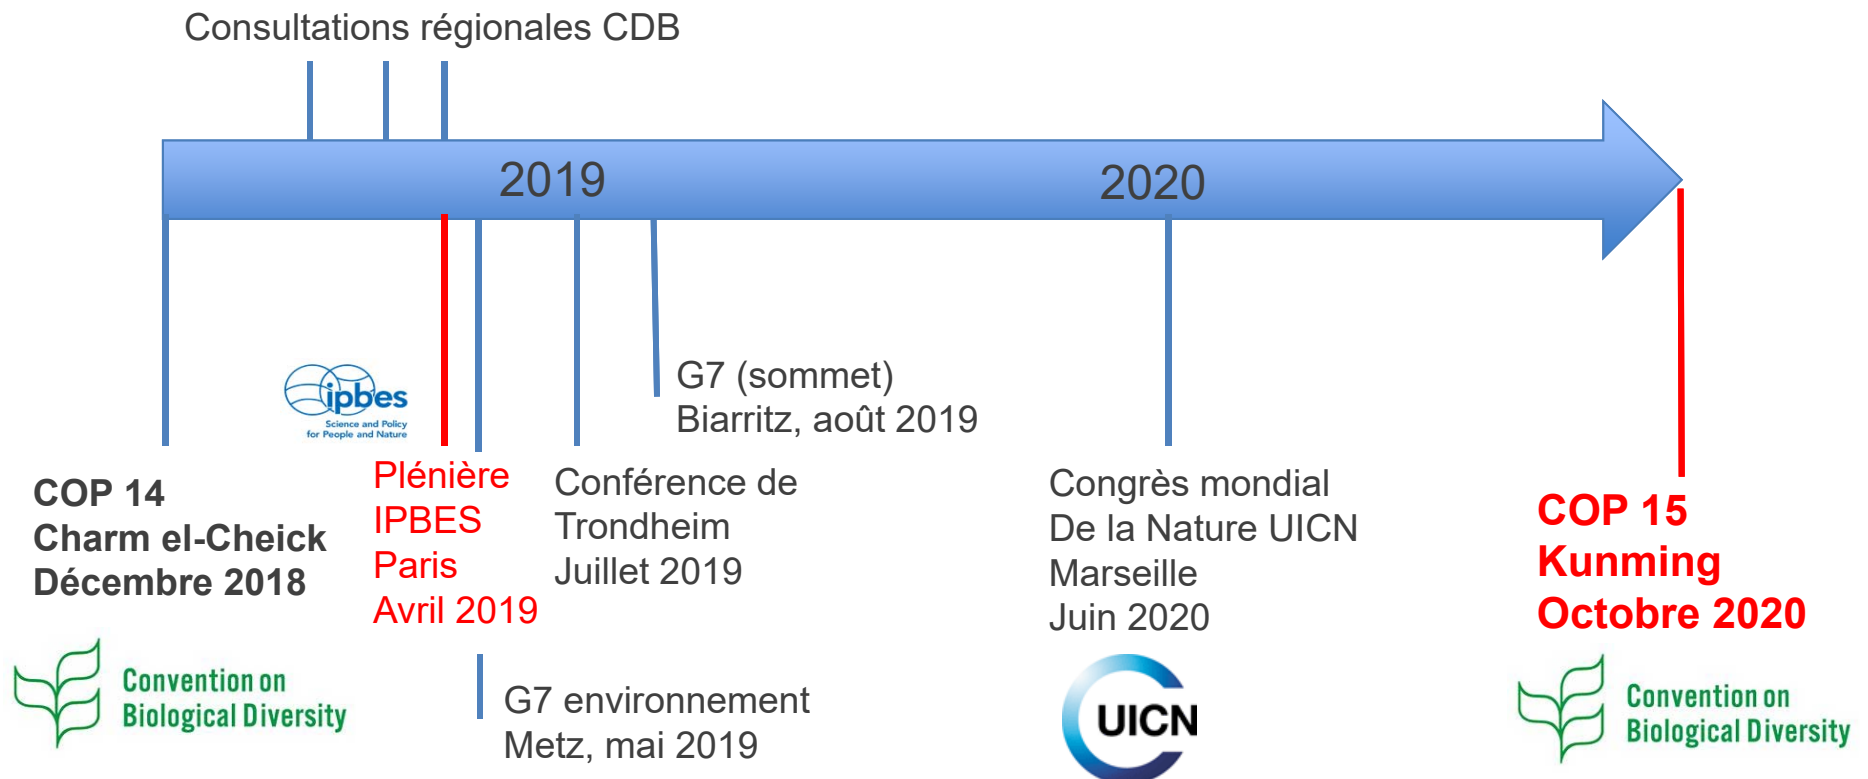 Consultations régionales CDB
2019
2020
ipbes
Science and Policy
for People and Nature
G7 (sommet)
Biarritz, août 2019
COP 14
Charm el-Cheick
Décembre 2018
Plénière
IPBES
Paris
Avril 2019
Conférence de
Trondheim
Juillet 2019
Congrès mondial
De la Nature UICN
Marseille
Juin 2020
COP 15
Kunming
Octobre 2020
Convention on
Biological Diversity
G7 environnement
Metz, mai 2019
UICN
Convention on
Biological Diversity